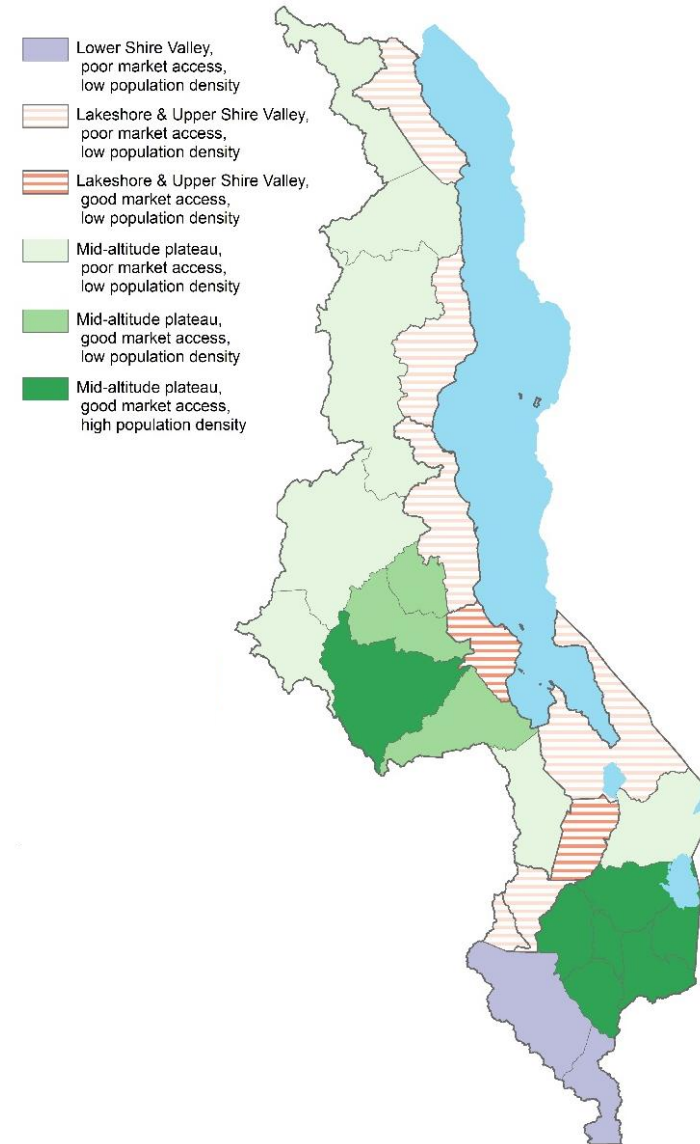 Lower Shire Valley,
poor market access,
low population density
Lakeshore & Upper Shire Valley,
poor market access,
low population density
Lakeshore & Upper Shire Valley,
good market access,
low population density
Mid-altitude plateau,
poor market access,
low population density
Mid-altitude plateau,
good market access,
low population density
Mid-altitude plateau,
good market access,
high population density